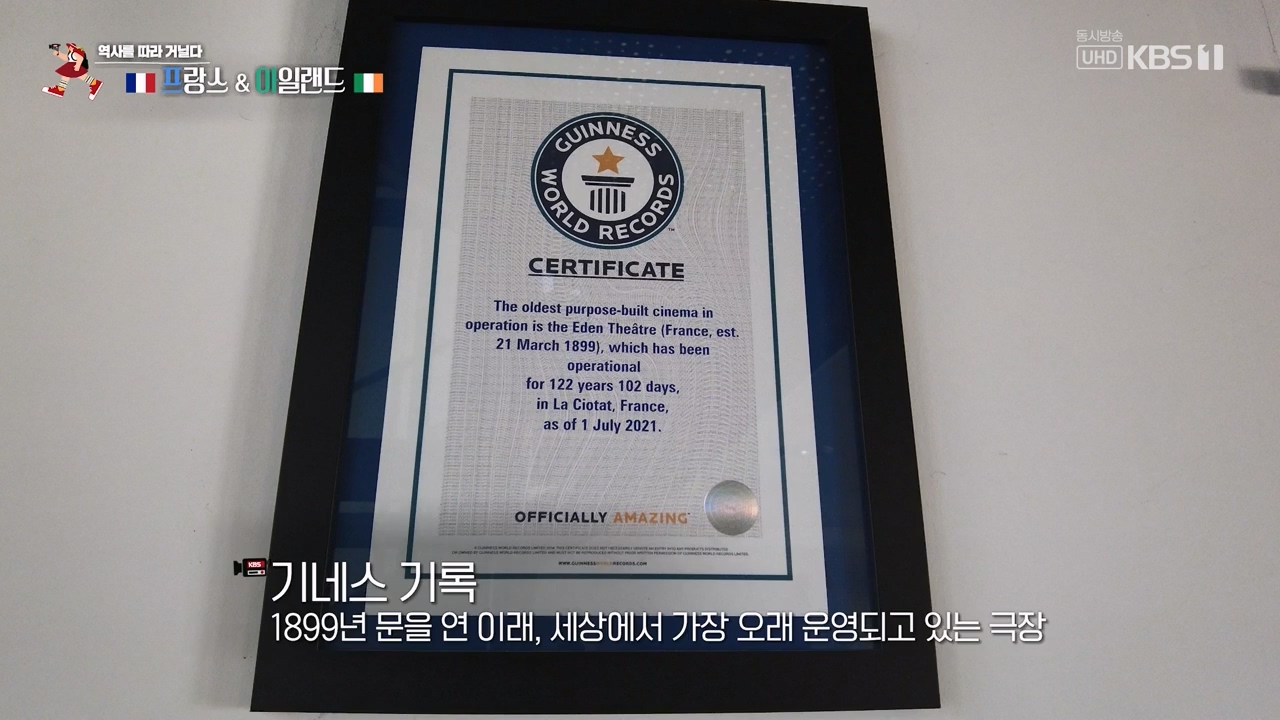 역사를 따라 거닐다
프랑스 & 아일랜드
동시방송
UHD KBS 1
GUINNESS
WORLD RECORDS
CERTIFICATE
The oldest purpose-built cinema in
operation is the Eden Theâtre (France, est.
21 March 1899), which has been
operational
for 122 years 102 days,
in La Ciotat, France,
as of 1 July 2021.
OFFICIALLY AMAZING
WWW.GUINNESSWORLDRECORDS.COM
KBS
기네스 기록
1899년 문을 연 이래, 세상에서 가장 오래 운영되고 있는 극장